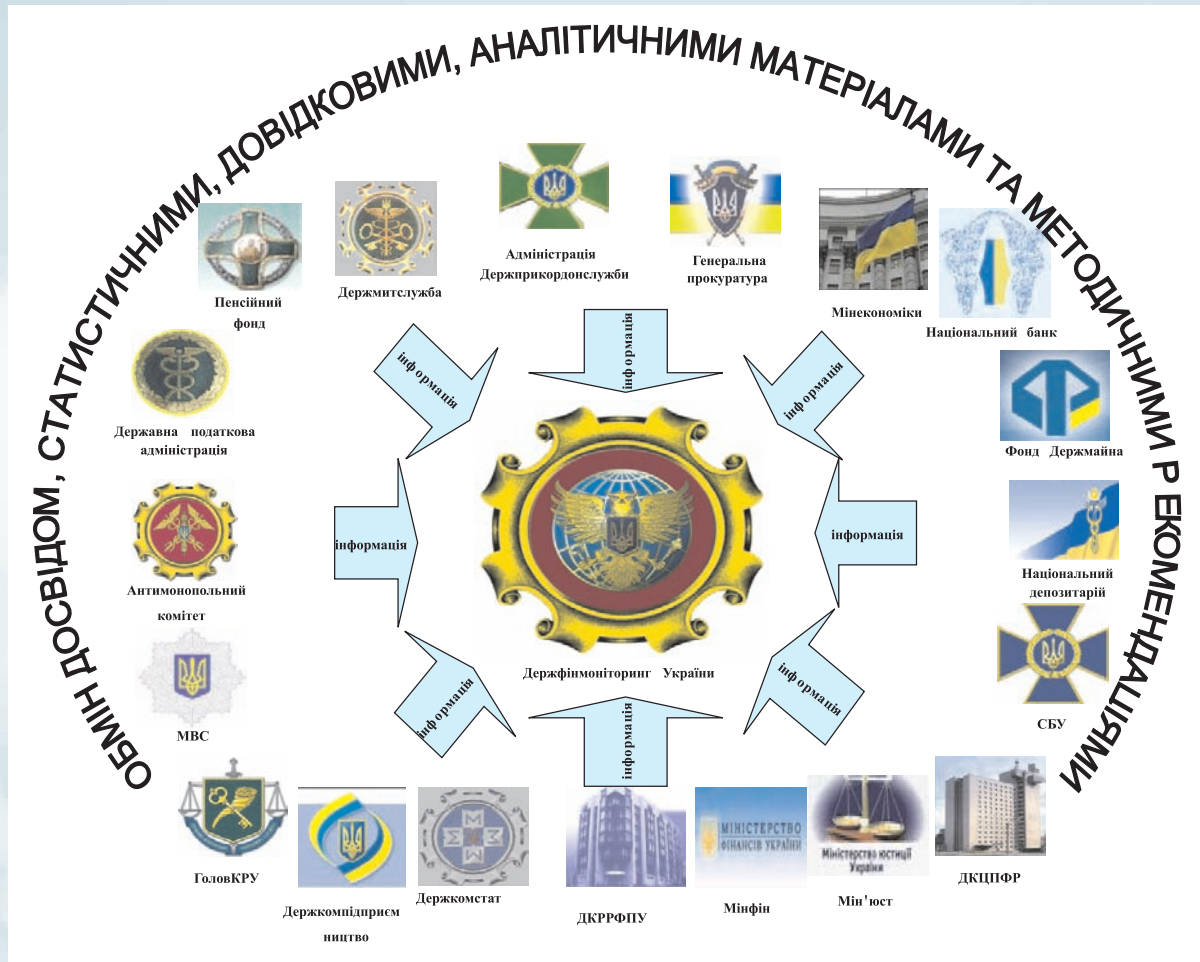 ОБМІН ДОСВІДОМ, СТАТИСТИЧНИМИ, ДОВІДКОВИМИ, АНАЛІТИЧНИМИ МАТЕРІАЛАМИ ТА МЕТОДИЧНИМИ Р ЕКОМЕНДАЦІЯМИ
Адміністрація
Держприкордонслужби
Генеральна
прокуратура
Пенсійний
фонд
Держмитслужба
Мінекономіки
Національний банк
інформація
інформація
інформація
Державна податкова
адміністрація
Фонд Держмайна
інформація
інформація
Антимонопольний
комітет
Національний
депозитарій
Держфінмоніторинг України
інформація
інформація
інформація
МВС
СБУ
МІНІСТЕРСТВО
ФІНАНСІВ УКРАЇНИ
Міністерство юстиції
України
ГоловКРУ
Держкомпідприєм
ництво
Держкомстат
ДКРРФПУ
Мінфін
Мін'юст
ДКЦПФР